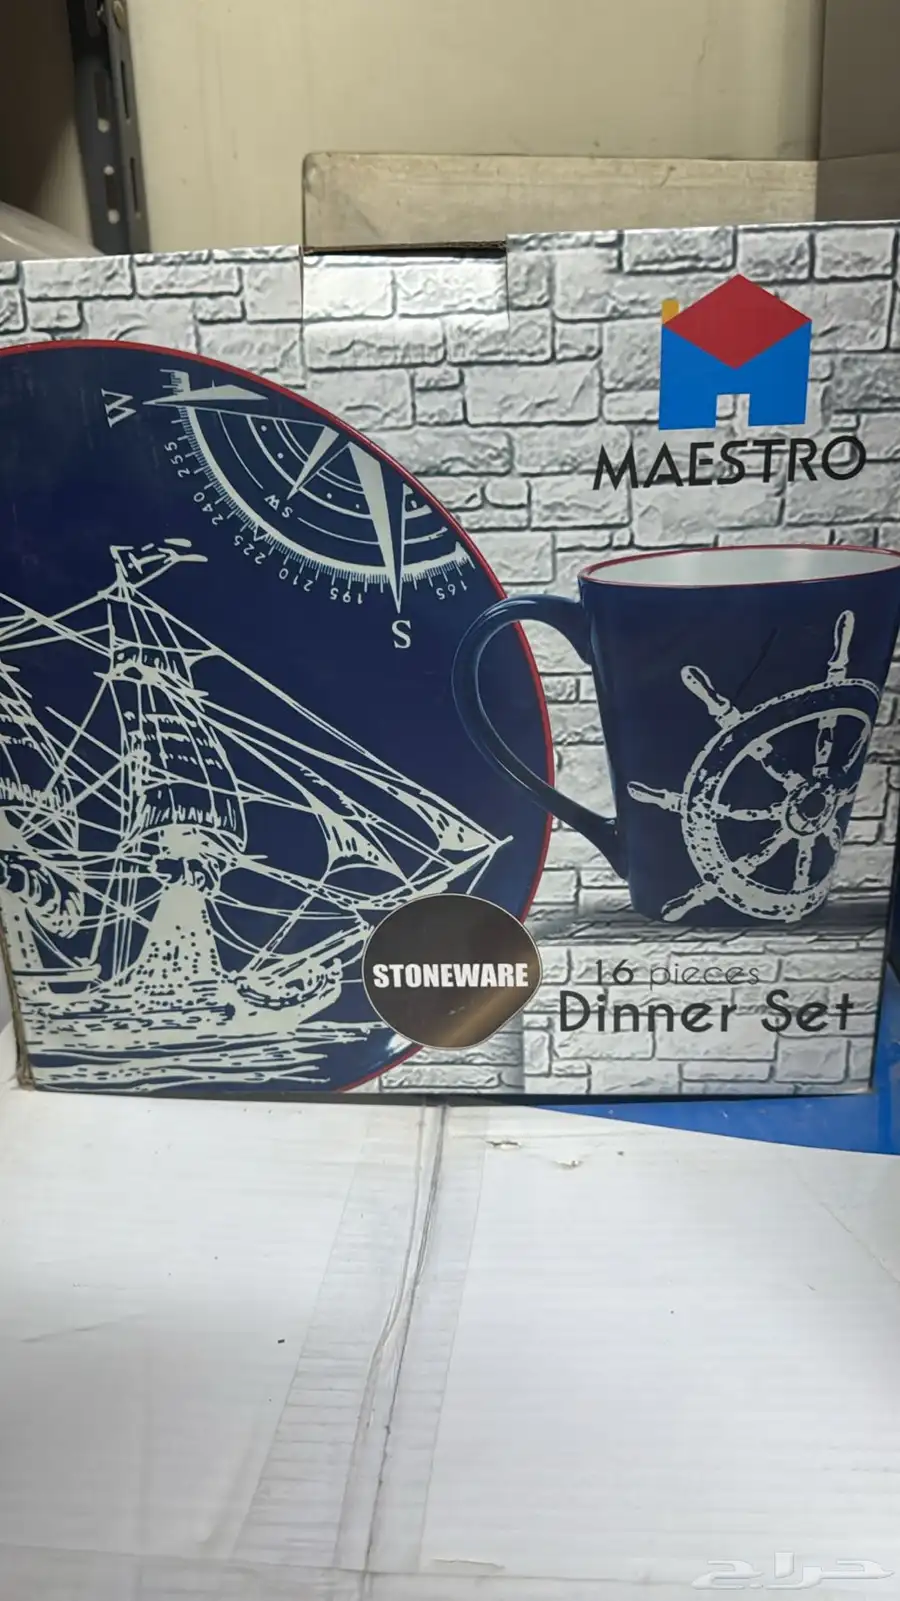 MAESTRO
W
255
240
SW
225
210
195
165
S
STONEWARE
16 pieces
Dinner Set
حراج